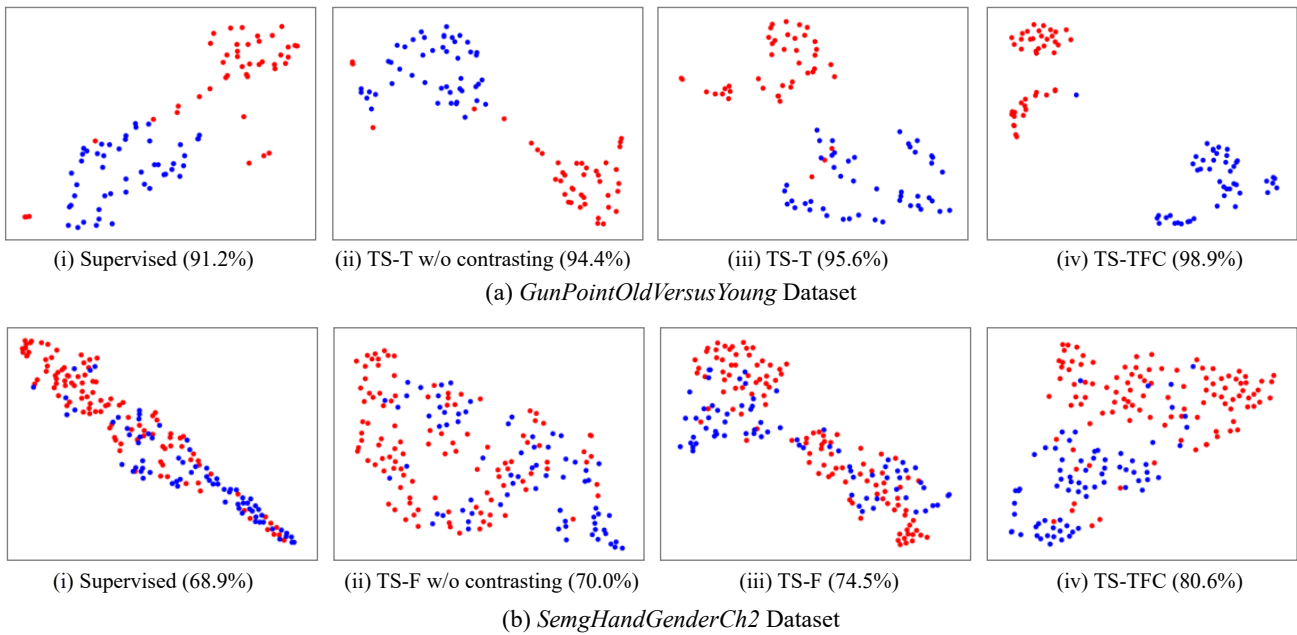 (i) Supervised (91.2%) (ii) TS-T w/o contrasting (94.4%) (iii) TS-T (95.6%) (iv) TS-TFC (98.9%)
(a) GunPointOldVersusYoung Dataset
(i) Supervised (68.9%) (ii) TS-F w/o contrasting (70.0%) (iii) TS-F (74.5%) (iv) TS-TFC (80.6%)
(b) SemgHandGenderCh2 Dataset